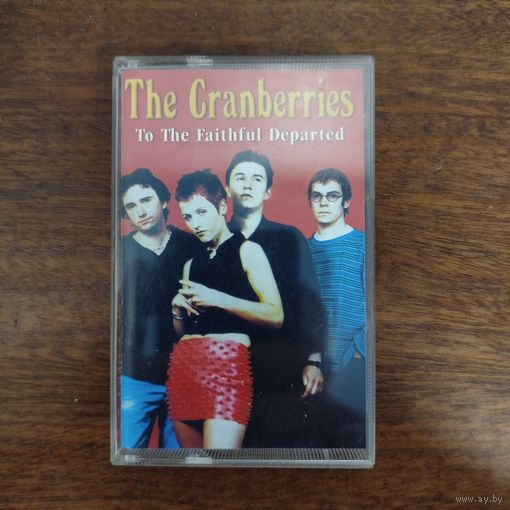 The Cranberries
To The Faithful Departed
www.ay.by